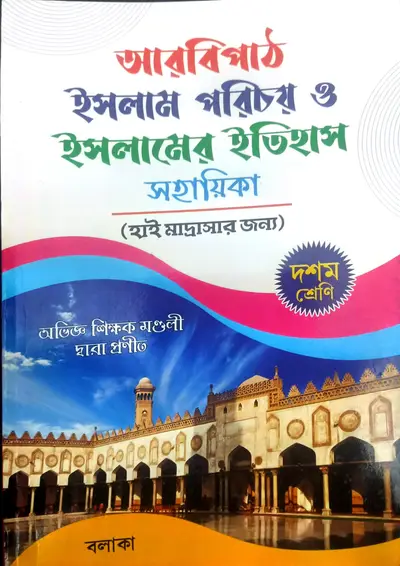 আরবিপাঠ
ইসলাম পরিচয় ও
ইসলামের ইতিহাস
সহায়িকা
(হাই মাদ্রাসার জন্য)
দশম
শ্রেণি
অভিজ্ঞ শিক্ষক মণ্ডলী
দ্বারা প্রণীত
বলাকা